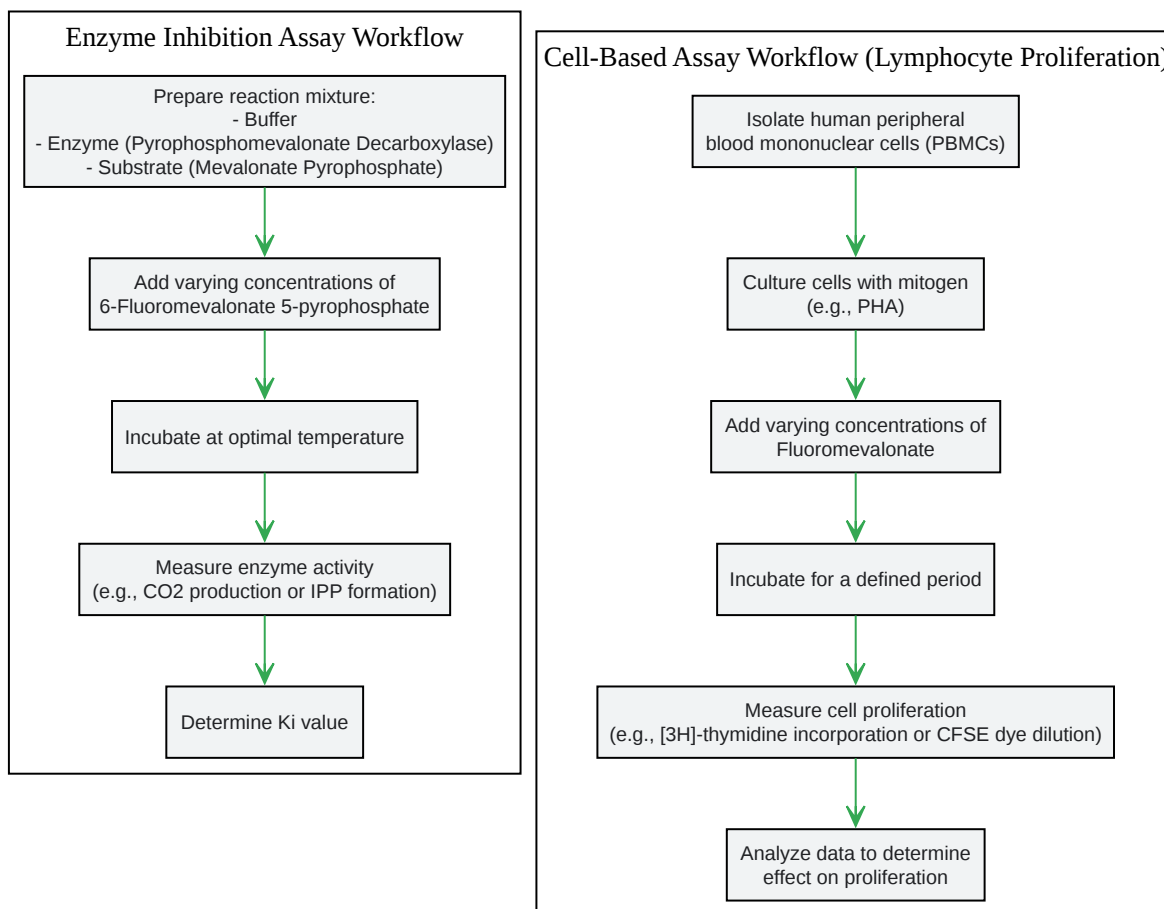 Enzyme Inhibition Assay Workflow
Prepare reaction mixture:
- Buffer
- Enzyme (Pyrophosphomevalonate Decarboxylase)
- Substrate (Mevalonate Pyrophosphate)
Add varying concentrations of
6-Fluoromevalonate 5-pyrophosphate
Incubate at optimal temperature
Measure enzyme activity
(e.g., CO2 production or IPP formation)
Determine Ki value
Cell-Based Assay Workflow (Lymphocyte Proliferation)
Isolate human peripheral
blood mononuclear cells (PBMCs)
Culture cells with mitogen
(e.g., PHA)
Add varying concentrations of
Fluoromevalonate
Incubate for a defined period
Measure cell proliferation
(e.g., [3H]-thymidine incorporation or CFSE dye dilution)
Analyze data to determine
effect on proliferation